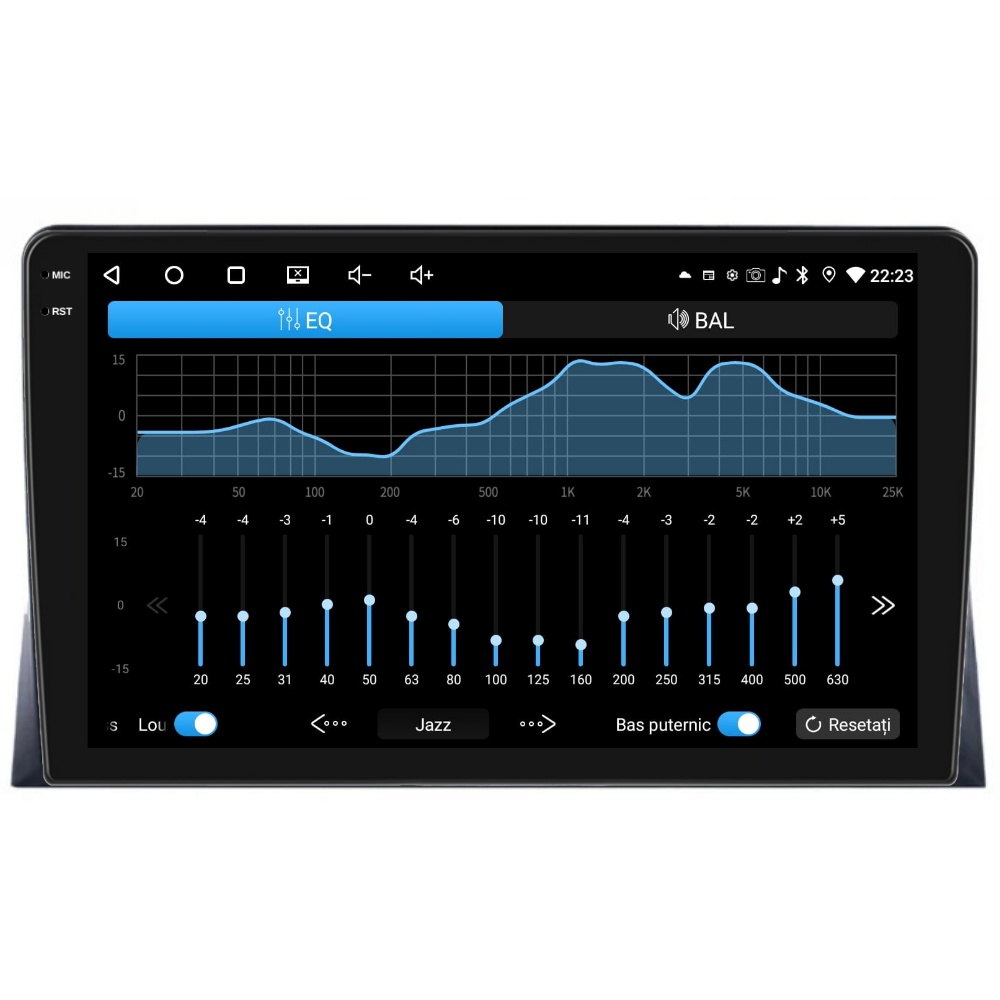 MIC
22:23
RST
EQ
BAL
15
0
-15
20 50 100 200 500 1K 2K 5K 10K 25K
-4 -4 -3 -1 0 -4 -6 -10 -10 -11 -4 -3 -2 -2 +2 +5
15
0
-15
20 25 31 40 50 63 80 100 125 160 200 250 315 400 500 630
s Lou Jazz Bas puternic Resetați